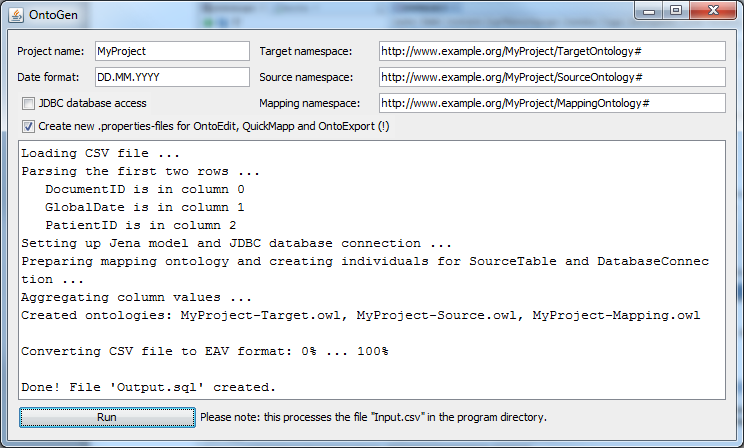 OntoGen
Project name: MyProject Target namespace: http://www.example.org/MyProject/TargetOntology#
Date format: DD.MM.YYYY Source namespace: http://www.example.org/MyProject/SourceOntology#
JDBC database access Mapping namespace: http://www.example.org/MyProject/MappingOntology#
Create new .properties-files for OntoEdit, QuickMapp and OntoExport (!)
Loading CSV file ...
Parsing the first two rows ...
DocumentID is in column 0
GlobalDate is in column 1
PatientID is in column 2
Setting up Jena model and JDBC database connection ...
Preparing mapping ontology and creating individuals for SourceTable and DatabaseConnec
tion ...
Aggregating column values ...
Created ontologies: MyProject-Target.owl, MyProject-Source.owl, MyProject-Mapping.owl
Converting CSV file to EAV format: 0% ... 100%
Done! File 'Output.sql' created.
Run Please note: this processes the file "Input.csv" in the program directory.